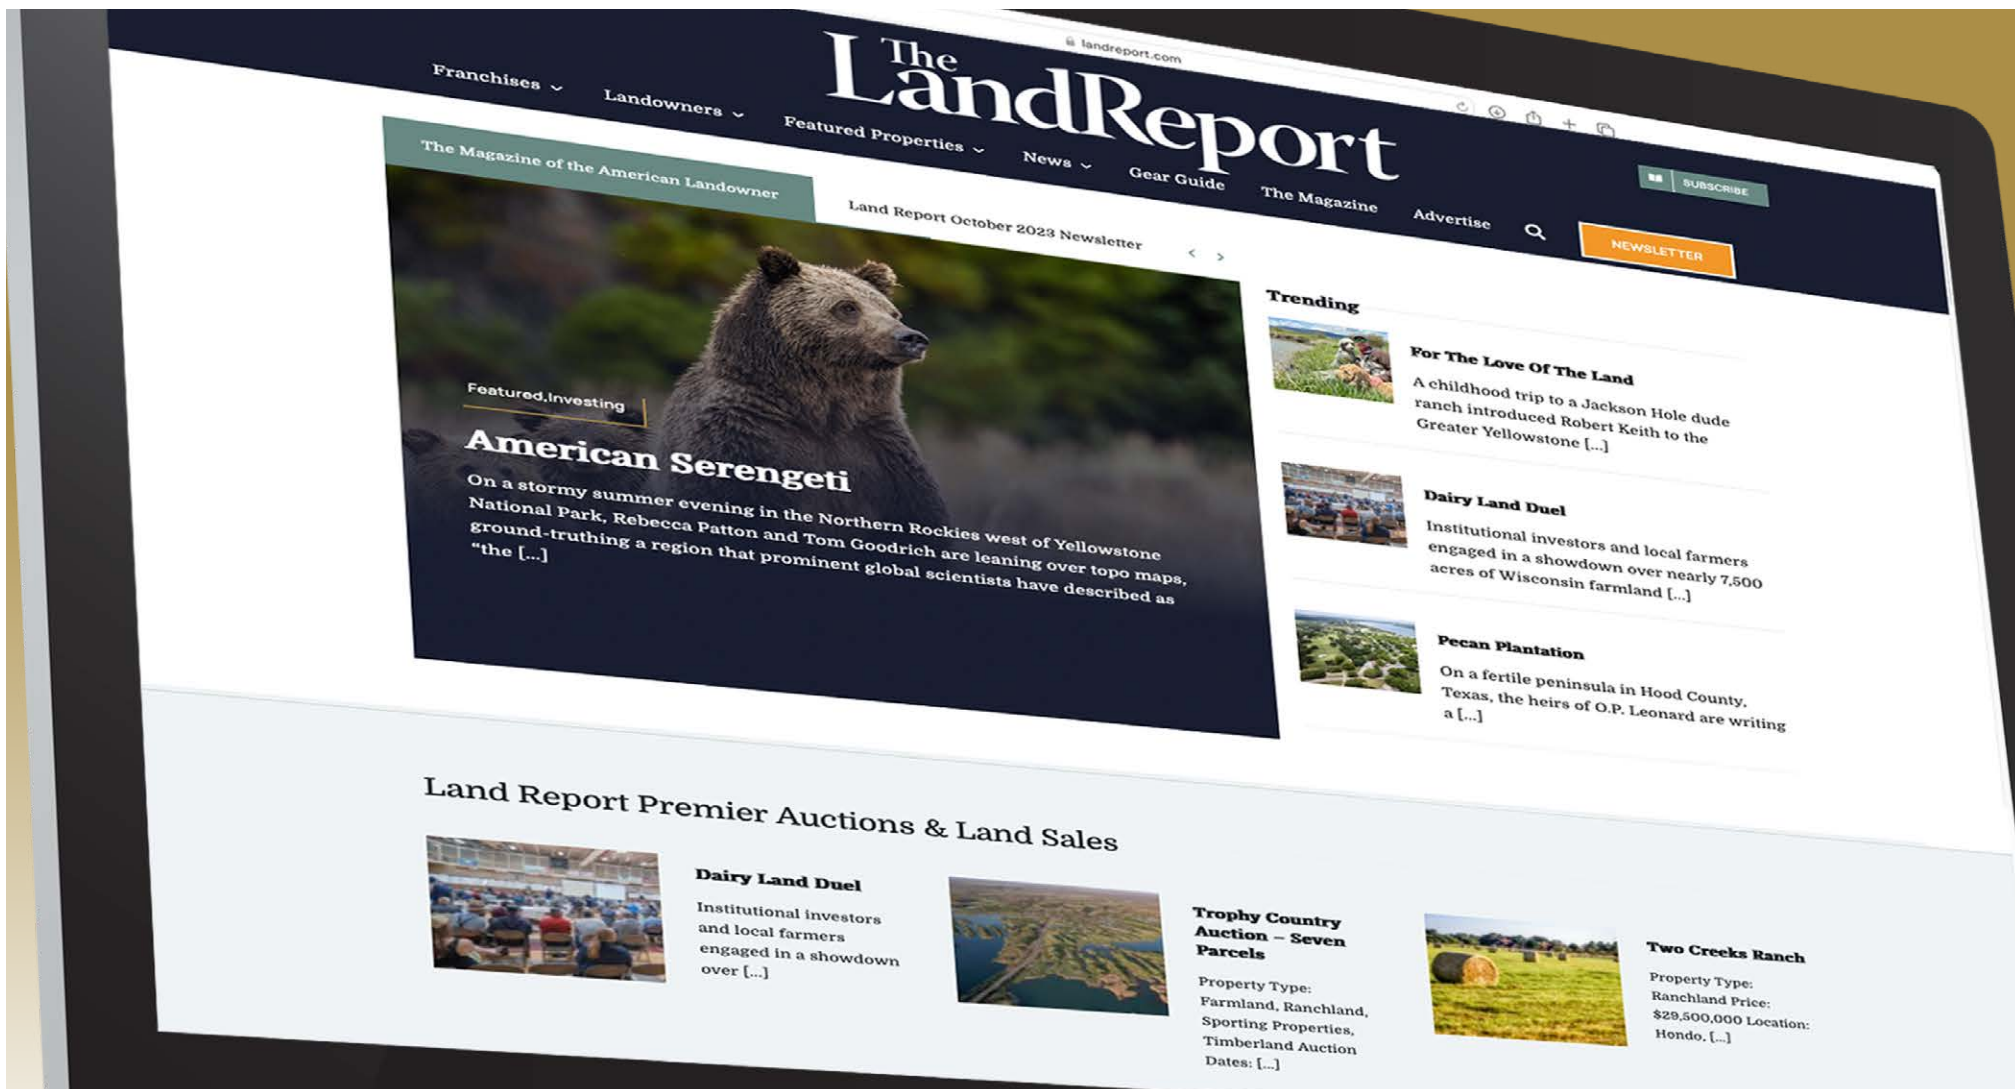 landreport.com
The
LandReport
SUBSCRIBE
Franchises
Landowners
Featured Properties
News
Gear Guide
The Magazine
Advertise
NEWSLETTER
The Magazine of the American Landowner
Land Report October 2023 Newsletter
Featured,Investing
American Serengeti
On a stormy summer evening in the Northern Rockies west of Yellowstone
National Park, Rebecca Patton and Tom Goodrich are leaning over topo maps,
ground-truthing a region that prominent global scientists have described as
“the [...]
Trending
For The Love Of The Land
A childhood trip to a Jackson Hole dude
ranch introduced Robert Keith to the
Greater Yellowstone [...]
Dairy Land Duel
Institutional investors and local farmers
engaged in a showdown over nearly 7,500
acres of Wisconsin farmland [...]
Pecan Plantation
On a fertile peninsula in Hood County,
Texas, the heirs of O.P. Leonard are writing
a [...]
Land Report Premier Auctions & Land Sales
Dairy Land Duel
Institutional investors
and local farmers
engaged in a showdown
over [...]
Trophy Country
Auction – Seven
Parcels
Property Type:
Farmland, Ranchland,
Sporting Properties,
Timberland Auction
Dates: [...]
Two Creeks Ranch
Property Type:
Ranchland Price:
$29,500,000 Location:
Hondo, [...]